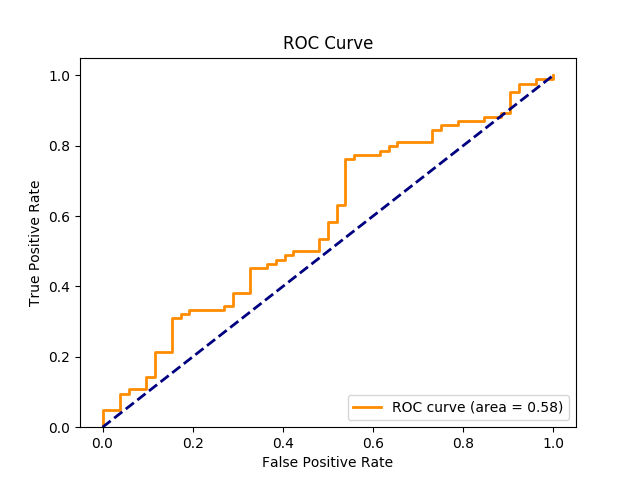 ROC Curve
1.0
0.8
0.6
0.4
0.2
0.0
True Positive Rate
ROC curve (area = 0.58)
0.0 0.2 0.4 0.6 0.8 1.0
False Positive Rate